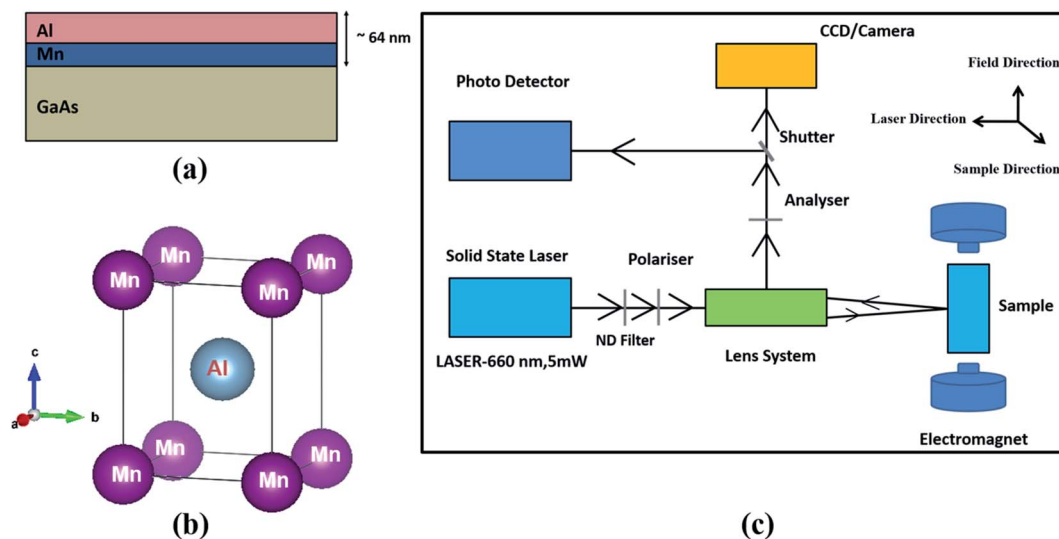 Al
Mn
GaAs
~ 64 nm
(a)
Mn
Mn
Mn
Mn
Al
Mn
Mn
Mn
Mn
c
a
b
(b)
CCD/Camera
Photo Detector
Shutter
Analyser
Field Direction
Laser Direction
Sample Direction
Solid State Laser
Polariser
ND Filter
LASER-660 nm,5mW
Lens System
Sample
Electromagnet
(c)